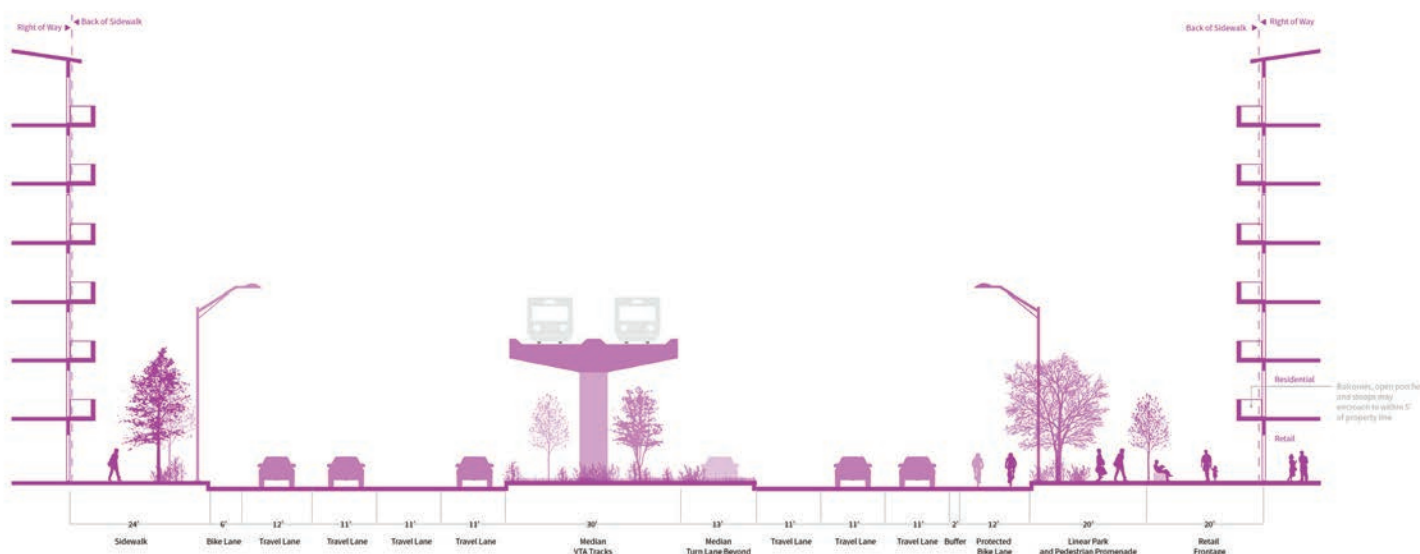 Back of Sidewalk
Right of Way
Right of Way
Back of Sidewalk
Residential
Balconies, open porches
and stoops may
encroach to within 5'
of property line
Retail
24' 6' 12' 11' 11' 11' 30' 13' 11' 11' 11' 2' 12' 20' 20'
Sidewalk Bike Lane Travel Lane Travel Lane Travel Lane Travel Lane Median Median Travel Lane Travel Lane Travel Lane Buffer Protected Linear Park Retail
VTA Tracks Turn Lane Beyond Bike Lane and Pedestrian Promenade Frontage